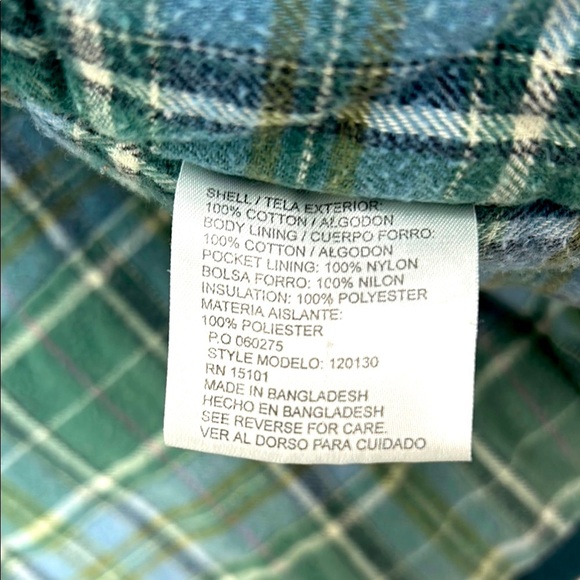 SHELL / TELA EXTERIOR:
100% COTTON / ALGODON
BODY LINING / CUERPO FORRO:
100% COTTON / ALGODON
POCKET LINING: 100% NYLON
BOLSA FORRO: 100% NILON
INSULATION: 100% POLYESTER
MATERIA AISLANTE:
100% POLIESTER
P.O 060275
STYLE MODELO: 120130
RN 15101
MADE IN BANGLADESH
HECHO EN BANGLADESH
SEE REVERSE FOR CARE.
VER AL DORSO PARA CUIDADO